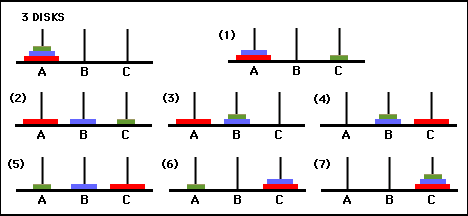 3 DISKS
A B C
(1)
A B C
(2)
A B C
(3)
A B C
(4)
A B C
(5)
A B C
(6)
A B C
(7)
A B C